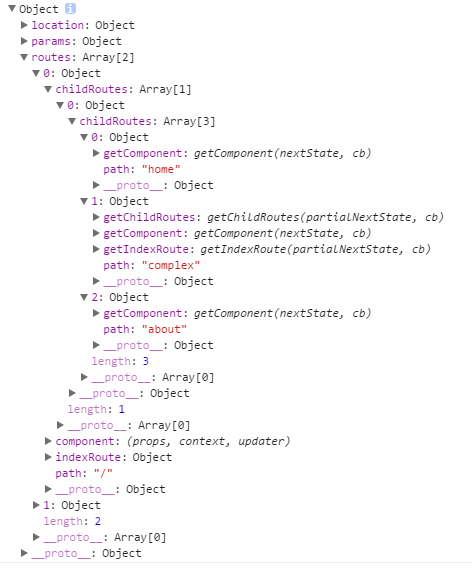 Object i
location: Object
params: Object
routes: Array[2]
0: Object
childRoutes: Array[1]
0: Object
childRoutes: Array[3]
0: Object
getComponent: getComponent(nextState, cb)
path: "home"
__proto__: Object
1: Object
getChildRoutes: getChildRoutes(partialNextState, cb)
getComponent: getComponent(nextState, cb)
getIndexRoute: getIndexRoute(partialNextState, cb)
path: "complex"
__proto__: Object
2: Object
getComponent: getComponent(nextState, cb)
path: "about"
__proto__: Object
length: 3
__proto__: Array[0]
__proto__: Object
length: 1
__proto__: Array[0]
component: (props, context, updater)
indexRoute: Object
path: "/"
__proto__: Object
1: Object
length: 2
__proto__: Array[0]
__proto__: Object